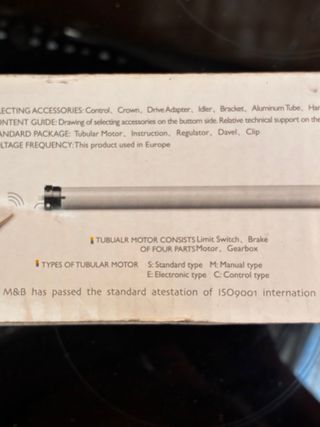 ECTING ACCESSORIES: Control、Crown、Drive Adapter、Idler、Bracket、Aluminum Tube、Han
ONTENT GUIDE: Drawing of selecting accessories on the buttom side. Relative technical support on the
ANDARD PACKAGE: Tubular Motor、Instruction、Regulator、Davel、Clip
LTAGE FREQUENCY: This product used in Europe
TUBUALR MOTOR CONSISTS Limit Switch、Brake
OF FOUR PARTS Motor、Gearbox
TYPES OF TUBULAR MOTOR S: Standard type M: Manual type
E: Electronic type C: Control type
M&B has passed the standard atestation of ISO9001 internation